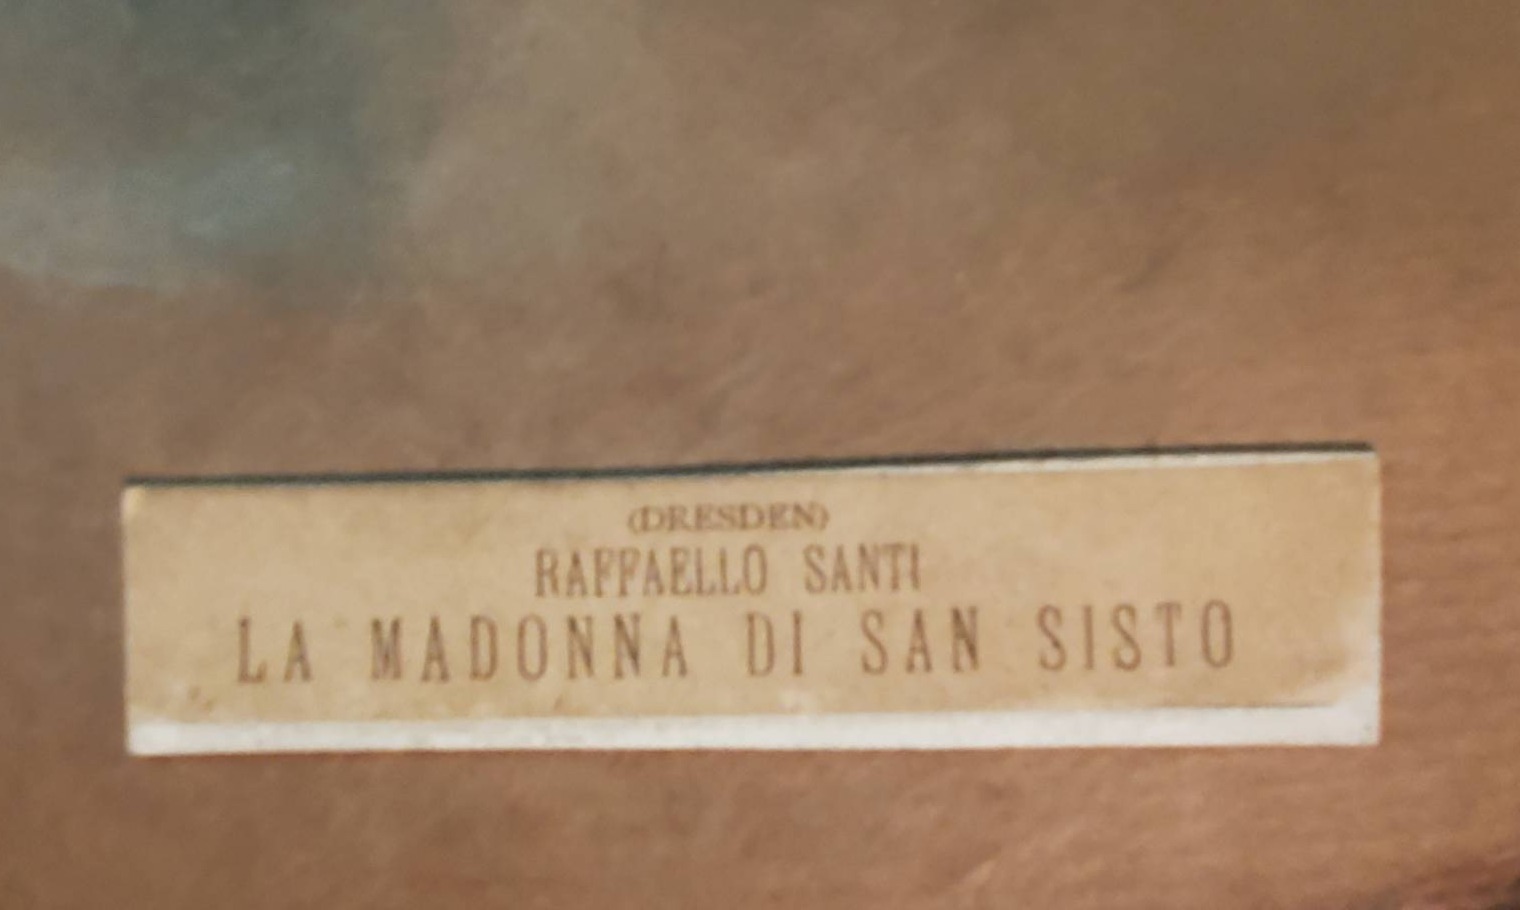 (DRESDEN)
RAFFAELLO SANTI
LA MADONNA DI SAN SISTO